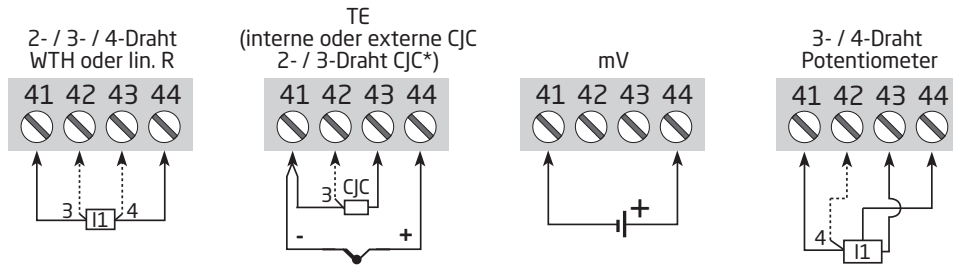 2- / 3- / 4-Draht
WTH oder lin. R
41 42 43 44
3 I1 4
TE
(interne oder externe CJC
2- / 3-Draht CJC*)
41 42 43 44
3 CJC
- +
mV
41 42 43 44
+
3- / 4-Draht
Potentiometer
41 42 43 44
4 I1